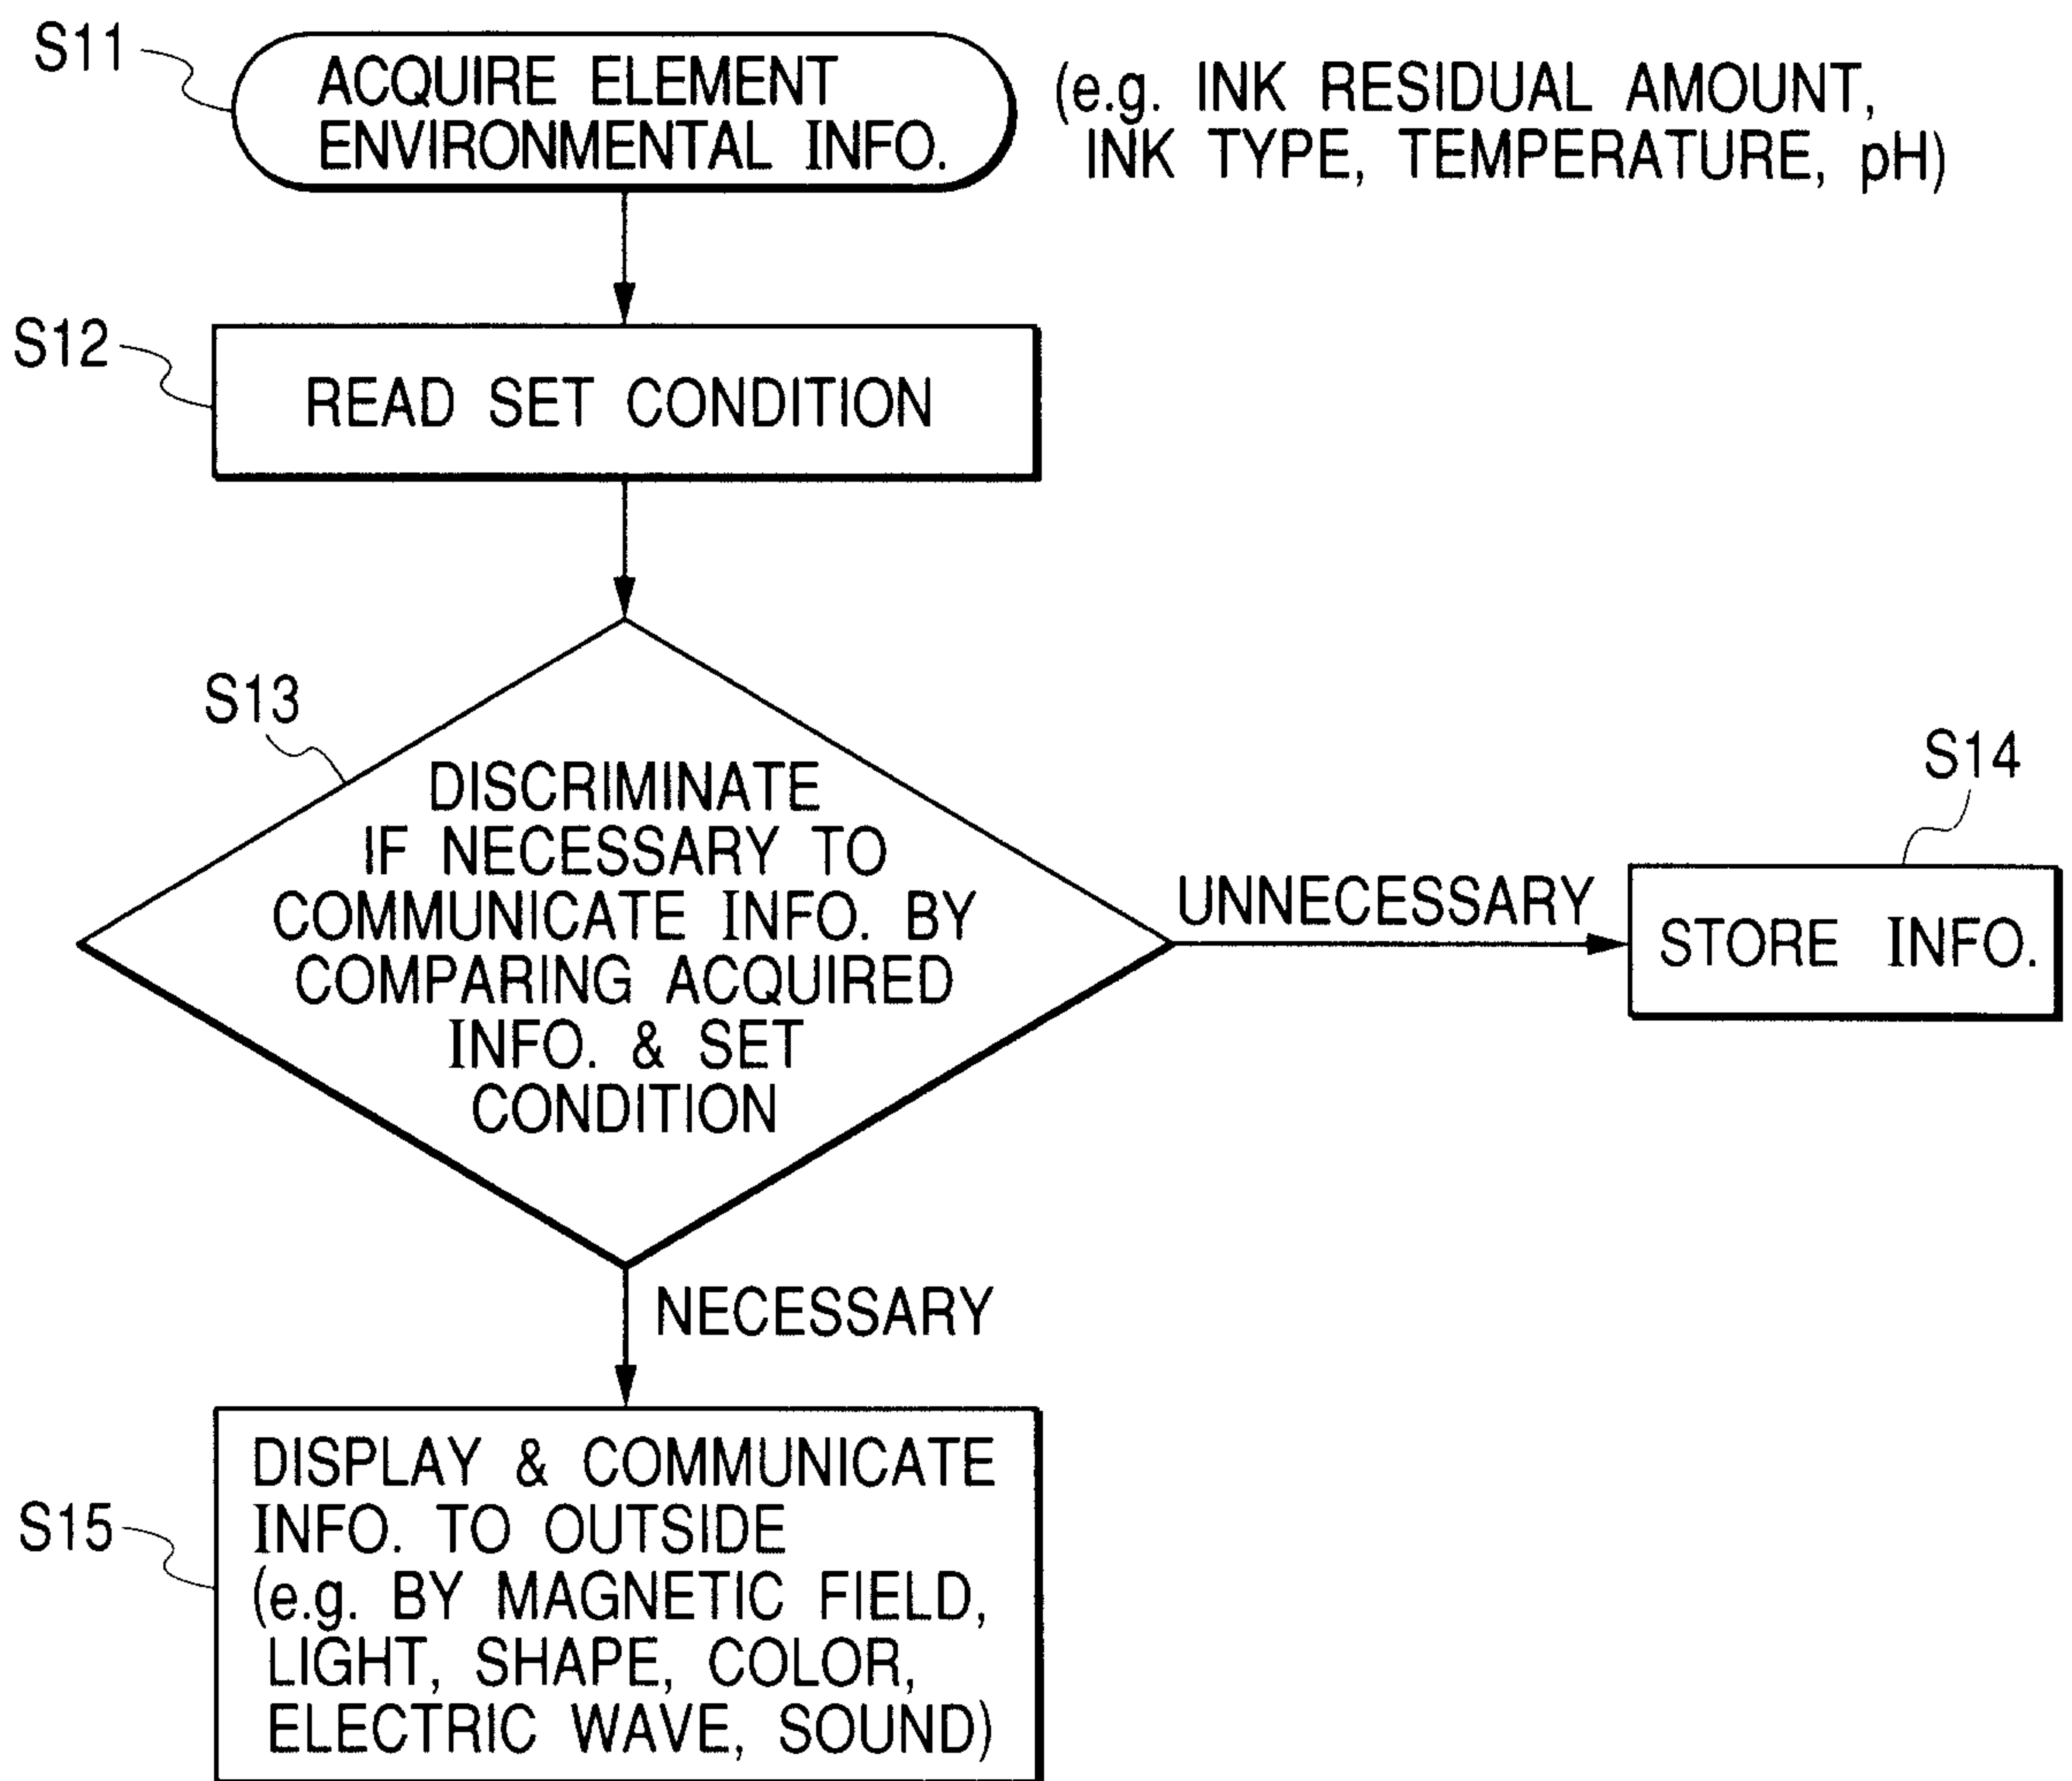 S11
ACQUIRE ELEMENT
ENVIRONMENTAL INFO.
(e.g. INK RESIDUAL AMOUNT,
INK TYPE, TEMPERATURE, pH)
S12
READ SET CONDITION
S13
DISCRIMINATE
IF NECESSARY TO
COMMUNICATE INFO. BY
COMPARING ACQUIRED
INFO. & SET
CONDITION
UNNECESSARY
S14
STORE INFO.
NECESSARY
S15
DISPLAY & COMMUNICATE
INFO. TO OUTSIDE
(e.g. BY MAGNETIC FIELD,
LIGHT, SHAPE, COLOR,
ELECTRIC WAVE, SOUND)